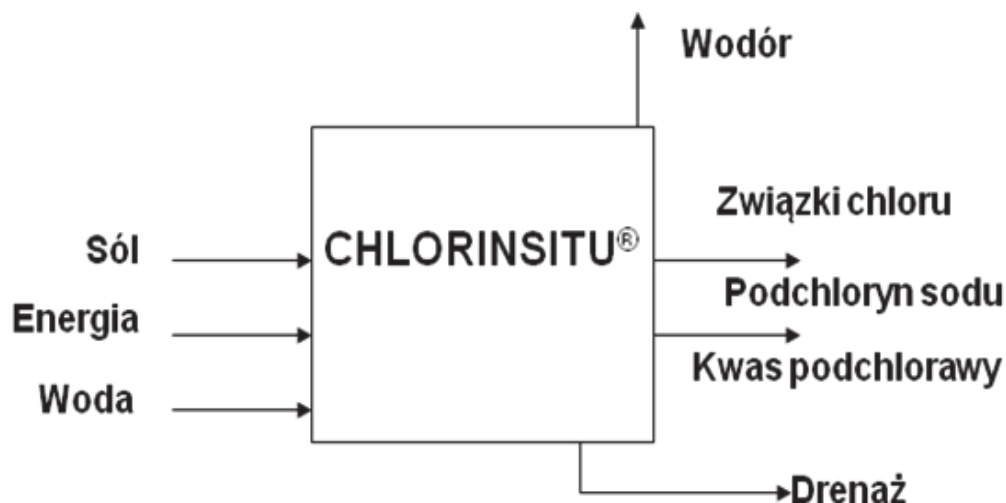 Wodór
Związki chloru
Sól
CHLORINSITU®
Podchloryn sodu
Energia
Kwas podchlorawy
Woda
Drenaż